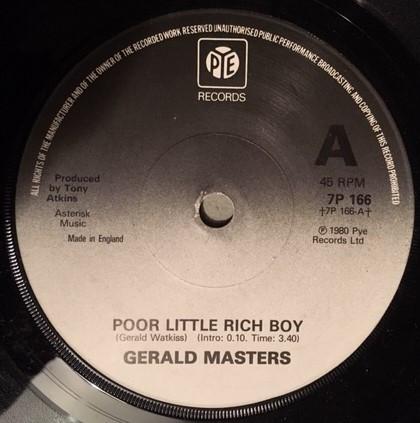 ALL RIGHTS OF THE MANUFACTURER AND OF THE OWNER OF THE RECORDED WORK RESERVED UNAUTHORISED PUBLIC PERFORMANCE BROADCASTING AND COPYING OF THIS RECORD PROHIBITED
PYE
RECORDS
A
45 RPM
7P 166
†7P 166-A†
℗ 1980 Pye
Records Ltd
Produced
by Tony
Atkins
Asterisk
Music
Made in England
POOR LITTLE RICH BOY
(Gerald Watkiss) (Intro: 0.10. Time: 3.40)
GERALD MASTERS